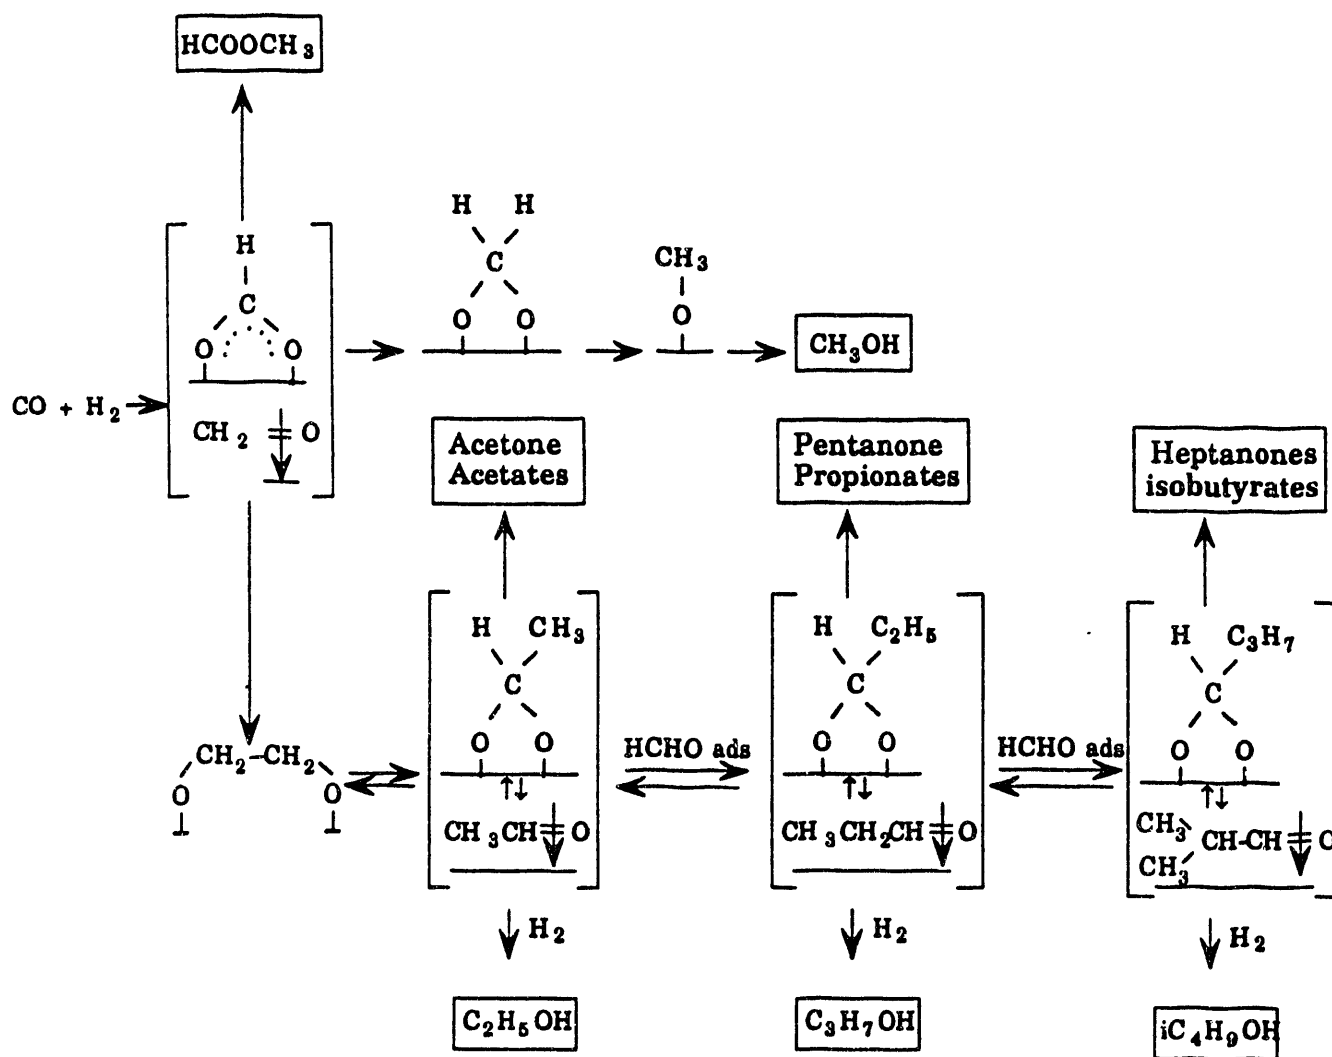 HCOOCH₃
H H
H
C
CH₃
C
O O
O O
O
CH₃OH
CO + H₂
CH₂ O
Acetone
Acetates
Pentanone
Propionates
Heptanones
isobutyrates
H CH₃
H C₂H₅
H C₃H₇
C
C
C
CH₂-CH₂
O O
O O
O O
HCHO ads
HCHO ads
O O
CH₃CH O
CH₃CH₂CH O
CH₃
CH-CH O
CH₃
H₂
H₂
H₂
C₂H₅OH
C₃H₇OH
iC₄H₉OH